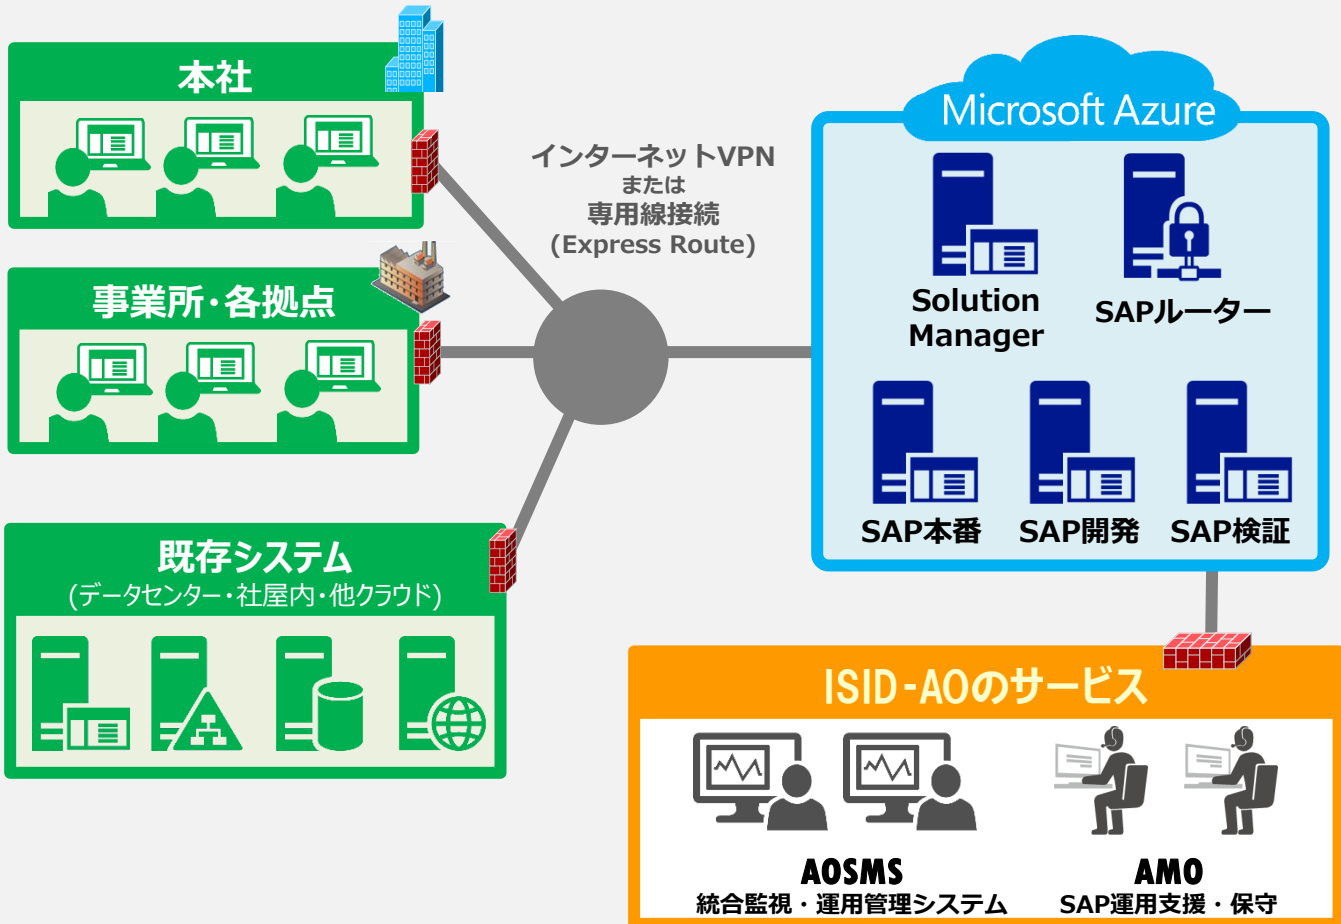 本社
事業所・各拠点
既存システム
(データセンター・社屋内・他クラウド)
インターネットVPN
または
専用線接続
(Express Route)
Microsoft Azure
Solution
Manager
SAPルーター
SAP本番
SAP開発
SAP検証
ISID-AOのサービス
AOSMS
統合監視・運用管理システム
AMO
SAP運用支援・保守